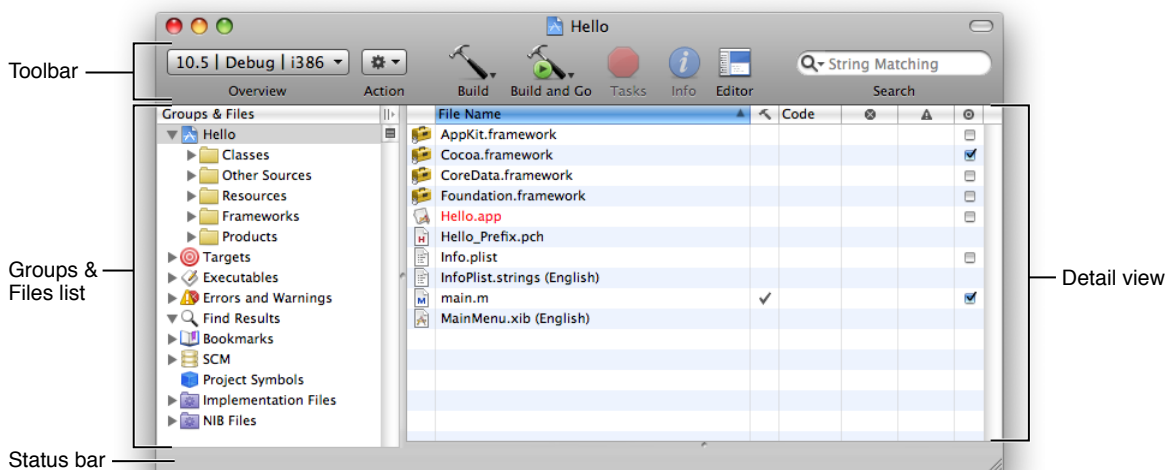 Hello
Toolbar
10.5 | Debug | i386
String Matching
Overview
Action
Build
Build and Go
Tasks
Info
Editor
Search
Groups & Files
File Name
Code
Hello
Classes
Other Sources
Resources
Frameworks
Products
Targets
Executables
Errors and Warnings
Find Results
Bookmarks
SCM
Project Symbols
Implementation Files
NIB Files
AppKit.framework
Cocoa.framework
CoreData.framework
Foundation.framework
Hello.app
Hello_Prefix.pch
Info.plist
InfoPlist.strings (English)
main.m
MainMenu.xib (English)
Groups &
Files list
Detail view
Status bar